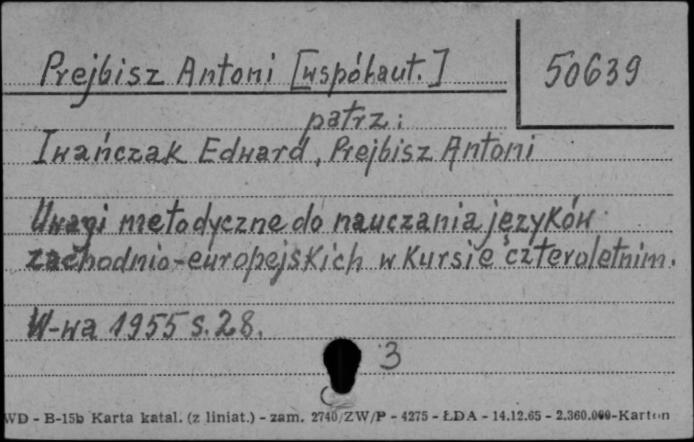 Prejbisz Antoni [współaut.]
50639
patrz:
Iwańczak Edward, Prejbisz Antoni
Uwagi metodyczne do nauczania języków
zachodnio-europejskich w kursie czteroletnim.
W-wa 1955 s. 28.
3
WD - B-15b Karta katal. (z liniat.) - zam. 2740/ZW/P - 4275 - ŁDA - 14.12.65 - 2.360.000-Karton